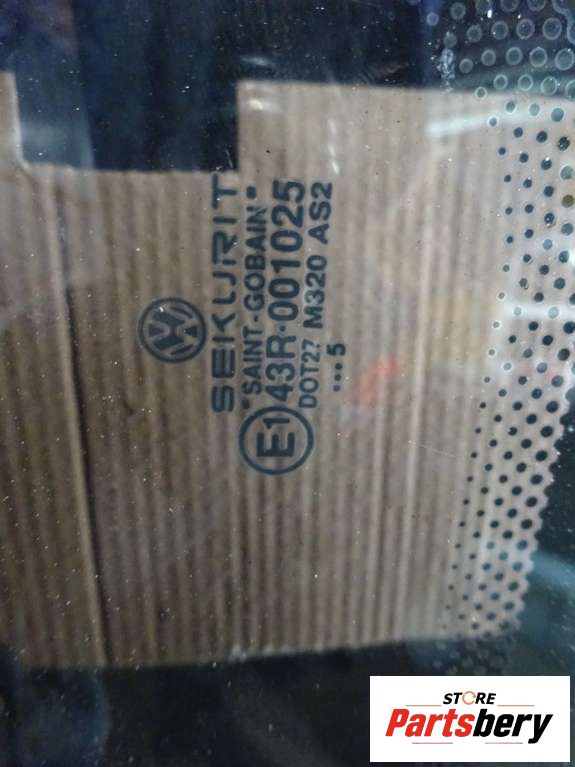 SEKURIT
"SAINT-GOBAIN"
E1 43R-001025
DOT27 M320 AS2
...5
STORE
Partsbery